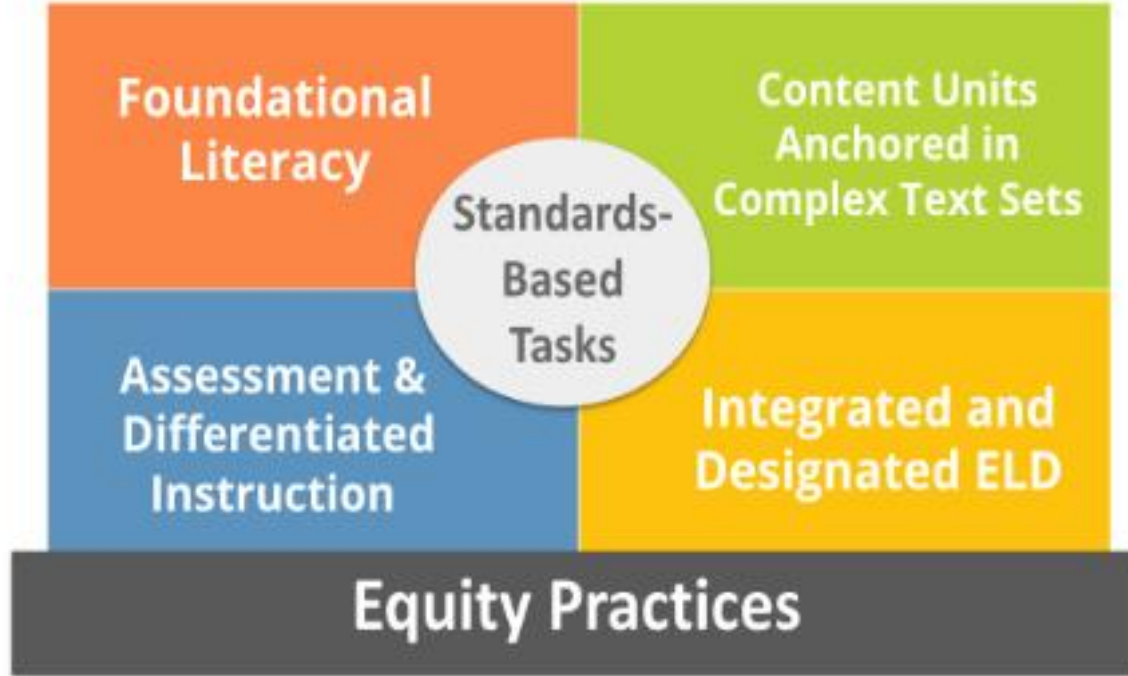 Foundational
Literacy
Content Units
Anchored in
Complex Text Sets
Standards-
Based
Tasks
Assessment &
Differentiated
Instruction
Integrated and
Designated ELD
Equity Practices